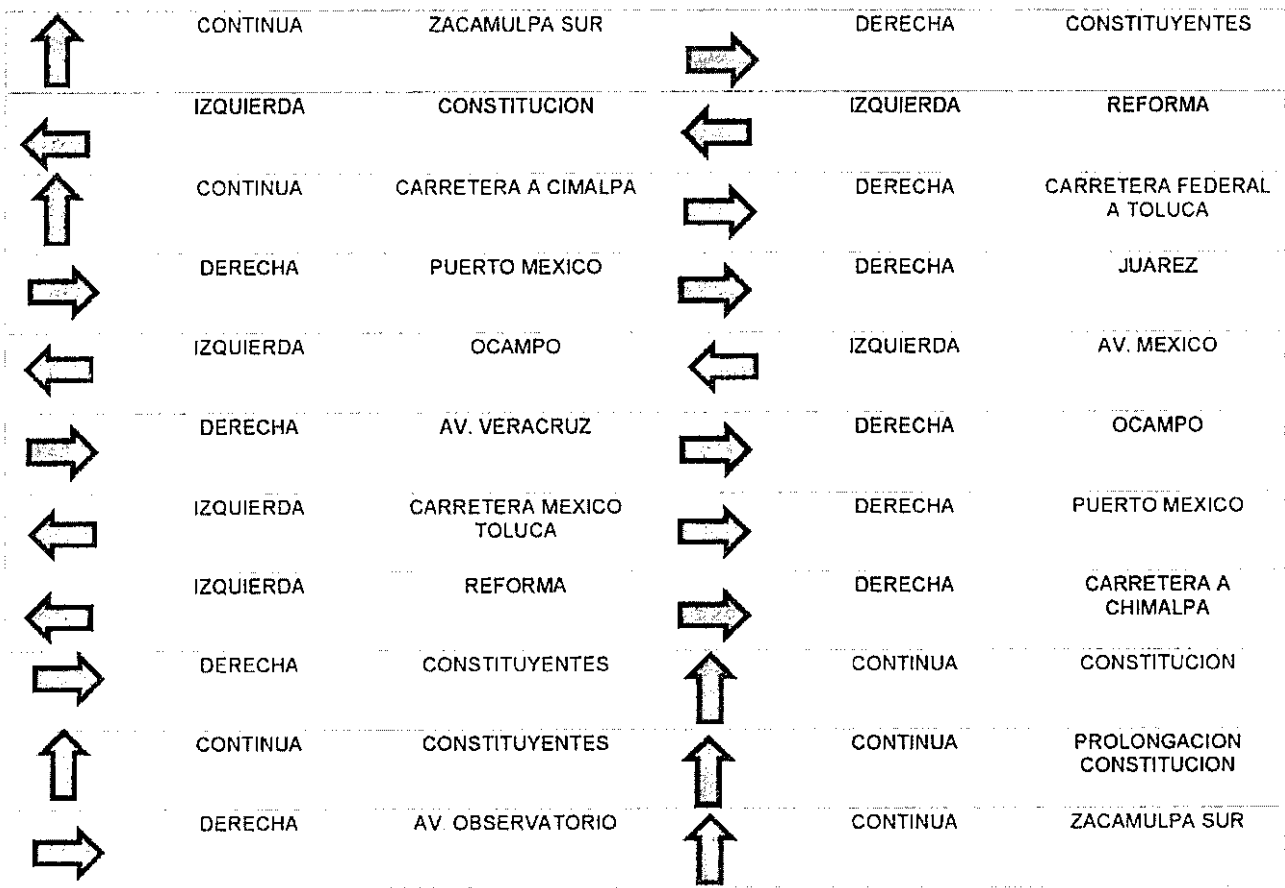 CONTINUA ZACAMULPA SUR DERECHA CONSTITUYENTES
IZQUIERDA CONSTITUCION IZQUIERDA REFORMA
CONTINUA CARRETERA A CIMALPA DERECHA CARRETERA FEDERAL
A TOLUCA
DERECHA PUERTO MEXICO DERECHA JUAREZ
IZQUIERDA OCAMPO IZQUIERDA AV. MEXICO
DERECHA AV. VERACRUZ DERECHA OCAMPO
IZQUIERDA CARRETERA MEXICO DERECHA PUERTO MEXICO
TOLUCA
IZQUIERDA REFORMA DERECHA CARRETERA A
CHIMALPA
DERECHA CONSTITUYENTES CONTINUA CONSTITUCION
CONTINUA CONSTITUYENTES CONTINUA PROLONGACION
CONSTITUCION
DERECHA AV. OBSERVATORIO CONTINUA ZACAMULPA SUR